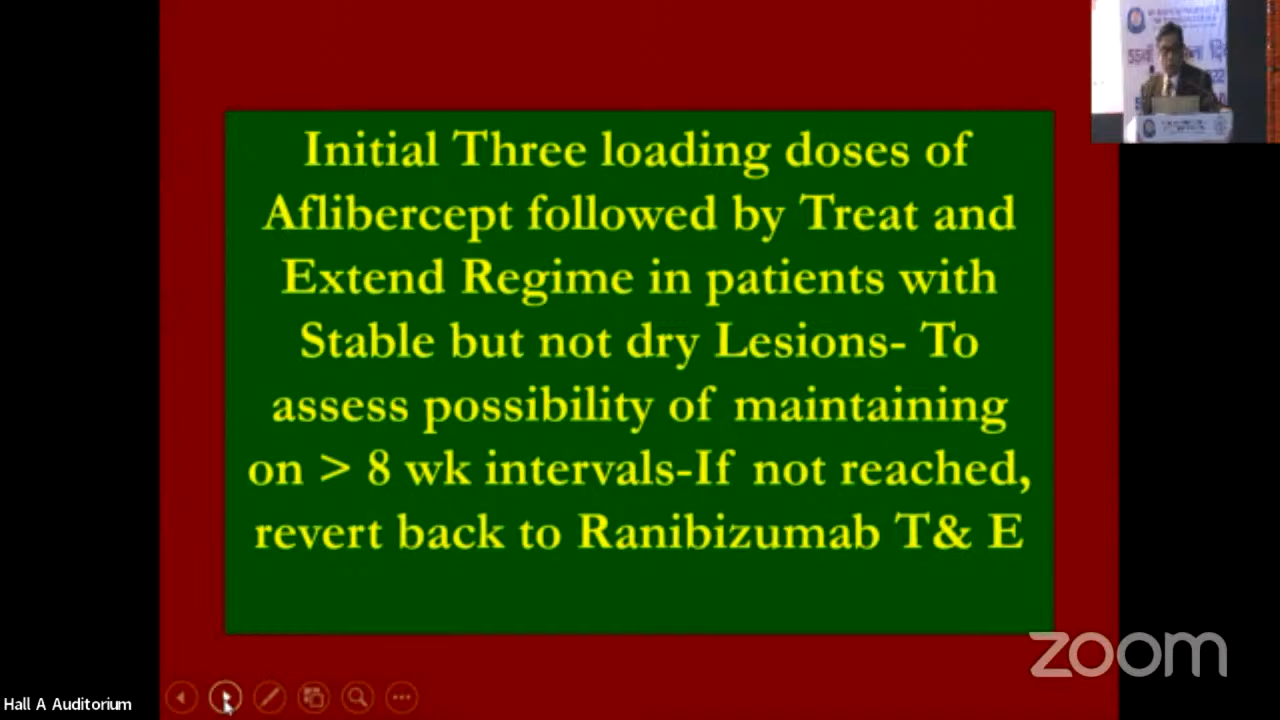 Initial Three loading doses of
Aflibercept followed by Treat and
Extend Regime in patients with
Stable but not dry Lesions- To
assess possibility of maintaining
on > 8 wk intervals-If not reached,
revert back to Ranibizumab T& E
zoom
Hall A Auditorium